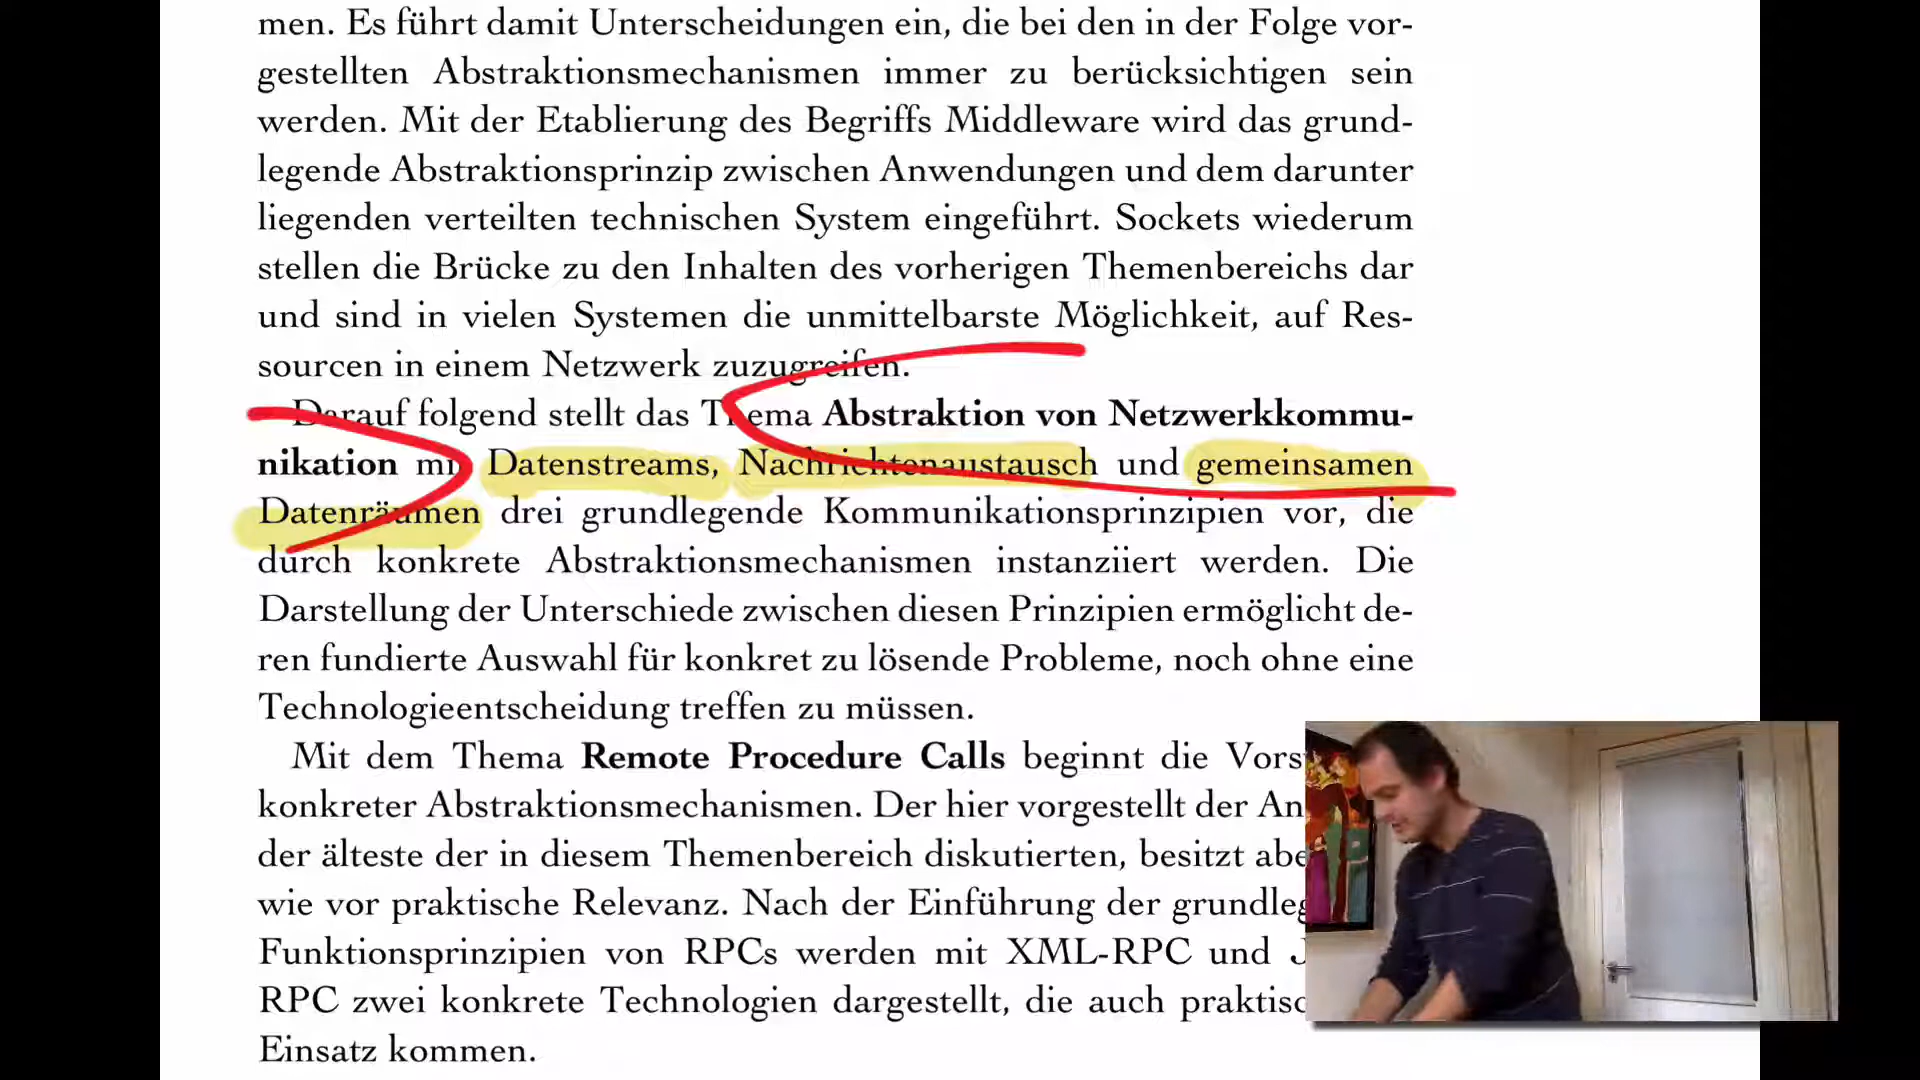 men. Es führt damit Unterscheidungen ein, die bei den in der Folge vor-
gestellten Abstraktionsmechanismen immer zu berücksichtigen sein
werden. Mit der Etablierung des Begriffs Middleware wird das grund-
legende Abstraktionsprinzip zwischen Anwendungen und dem darunter
liegenden verteilten technischen System eingeführt. Sockets wiederum
stellen die Brücke zu den Inhalten des vorherigen Themenbereichs dar
und sind in vielen Systemen die unmittelbarste Möglichkeit, auf Res-
sourcen in einem Netzwerk zuzugreifen.
Darauf folgend stellt das Thema Abstraktion von Netzwerkkommu-
nikation mit Datenstreams, Nachrichtenaustausch und gemeinsamen
Datenräumen drei grundlegende Kommunikationsprinzipien vor, die
durch konkrete Abstraktionsmechanismen instanziiert werden. Die
Darstellung der Unterschiede zwischen diesen Prinzipien ermöglicht de-
ren fundierte Auswahl für konkret zu lösende Probleme, noch ohne eine
Technologieentscheidung treffen zu müssen.
Mit dem Thema Remote Procedure Calls beginnt die
konkreter Abstraktionsmechanismen. Der hier vorgestellt der
der älteste der in diesem Themenbereich diskutierten, besitzt
wie vor praktische Relevanz. Nach der Einführung der
Funktionsprinzipien von RPCs werden mit XML-RPC und
RPC zwei konkrete Technologien dargestellt, die auch
Einsatz kommen.